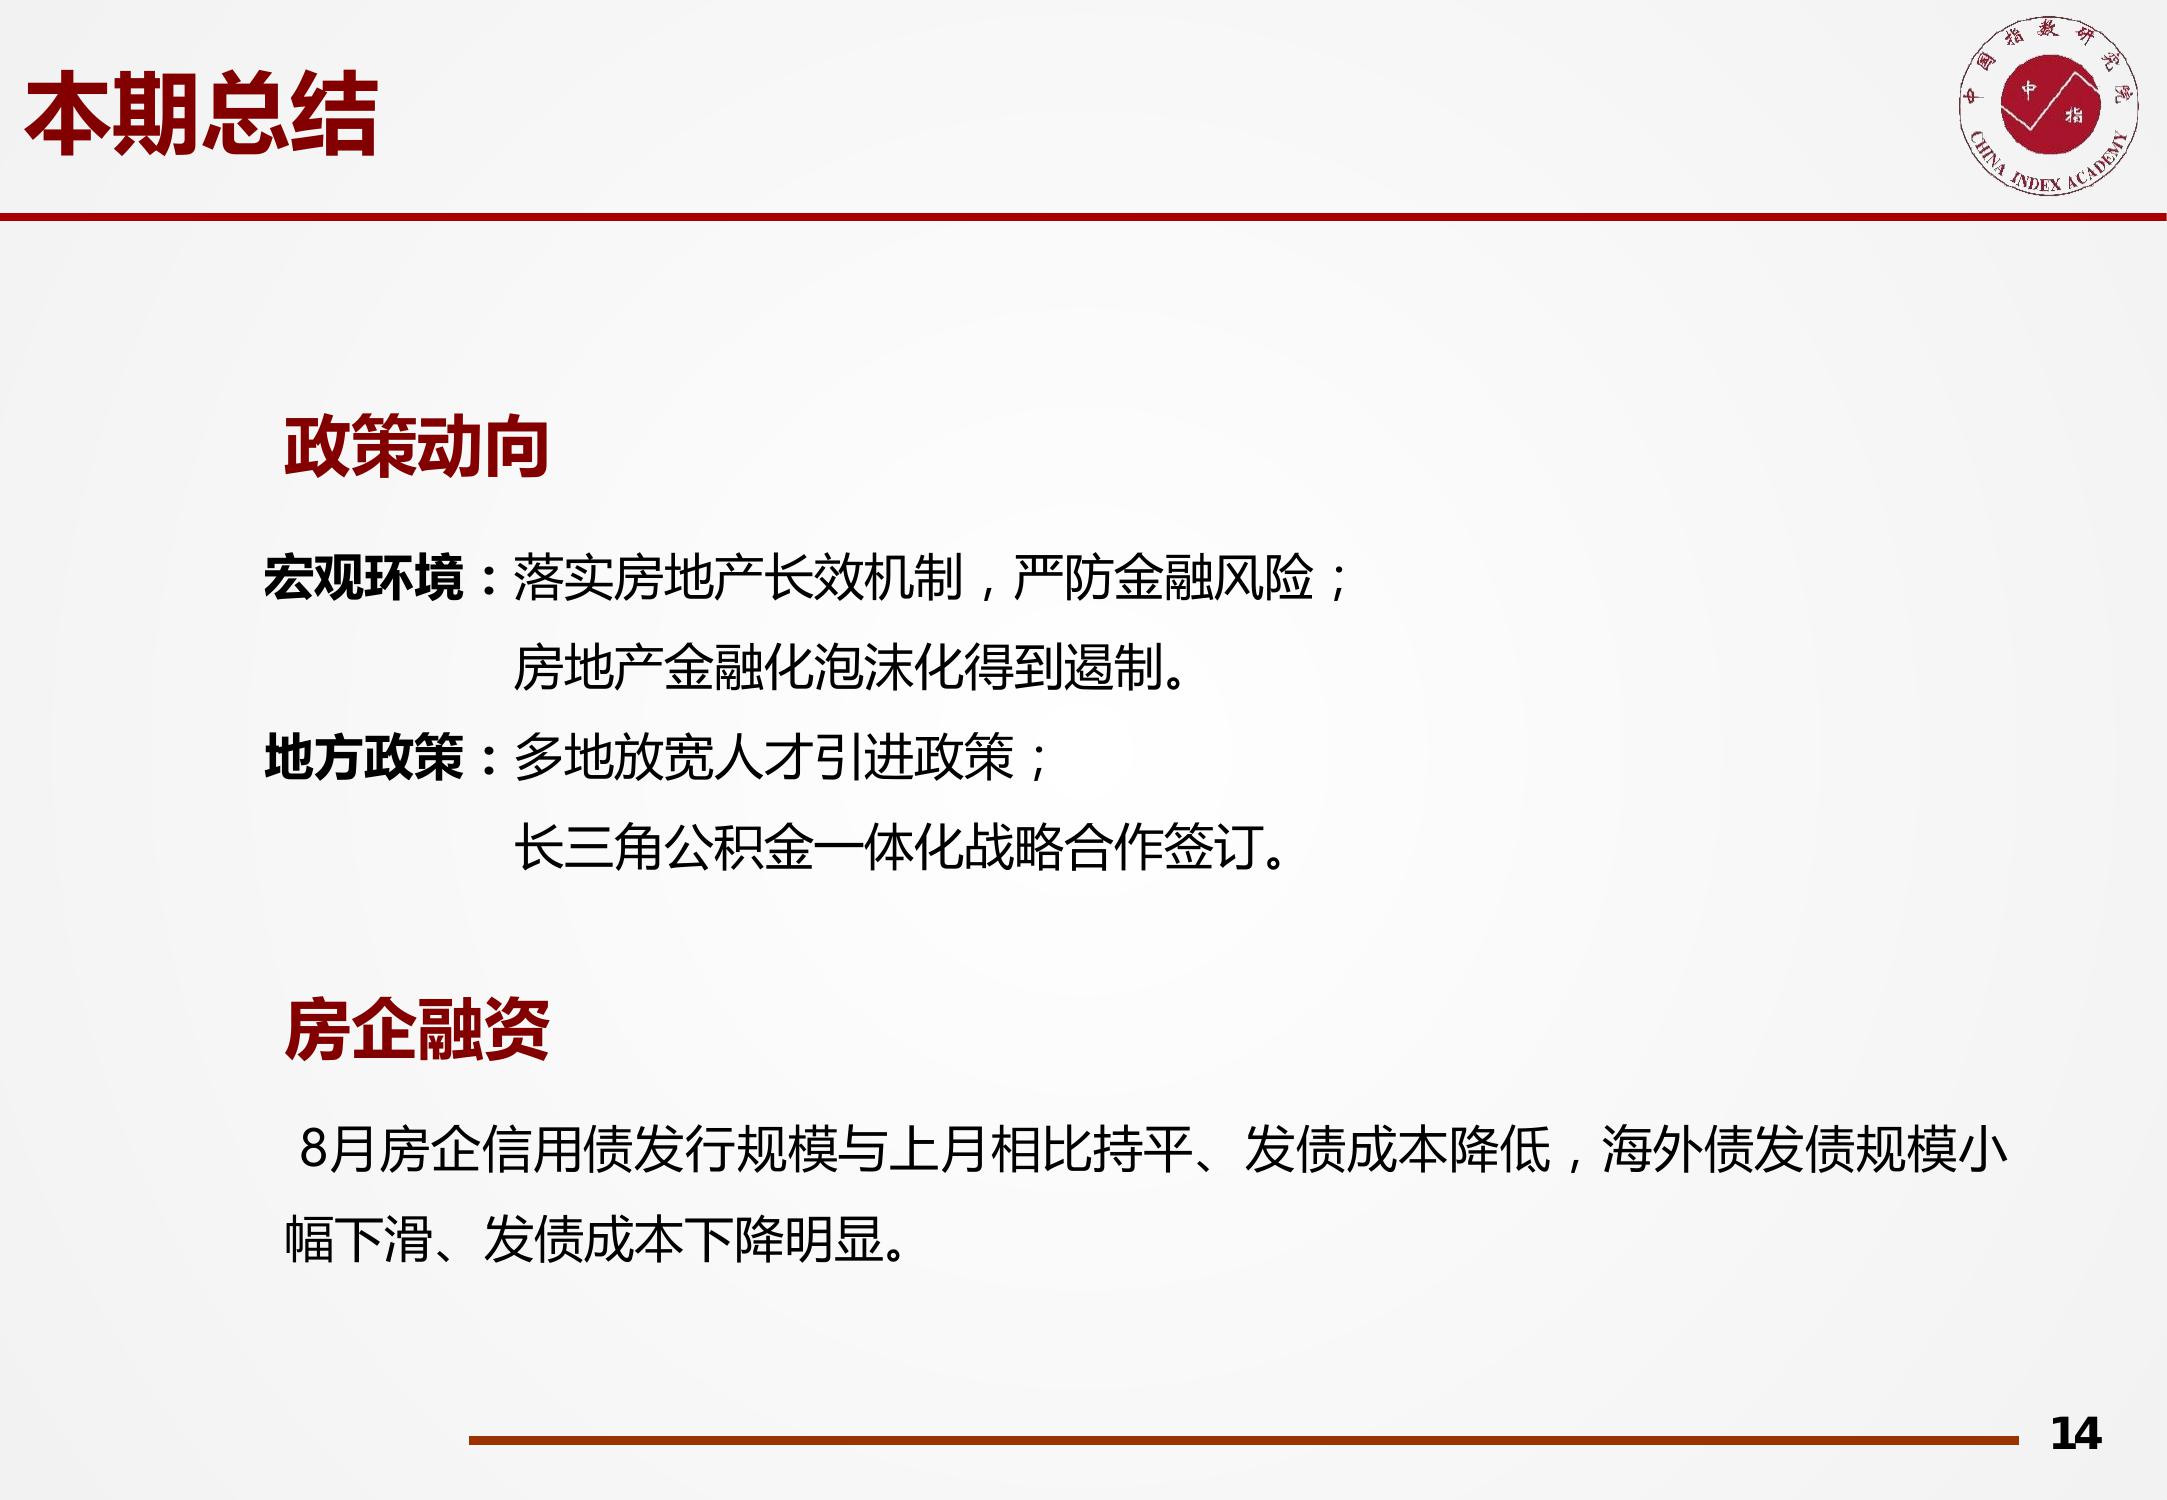 本期总结
中国指数研究院
中指
CHINA INDEX ACADEMY
政策动向
宏观环境：落实房地产长效机制，严防金融风险；
房地产金融化泡沫化得到遏制。
地方政策：多地放宽人才引进政策；
长三角公积金一体化战略合作签订。
房企融资
8月房企信用债发行规模与上月相比持平、发债成本降低，海外债发债规模小
幅下滑、发债成本下降明显。
14